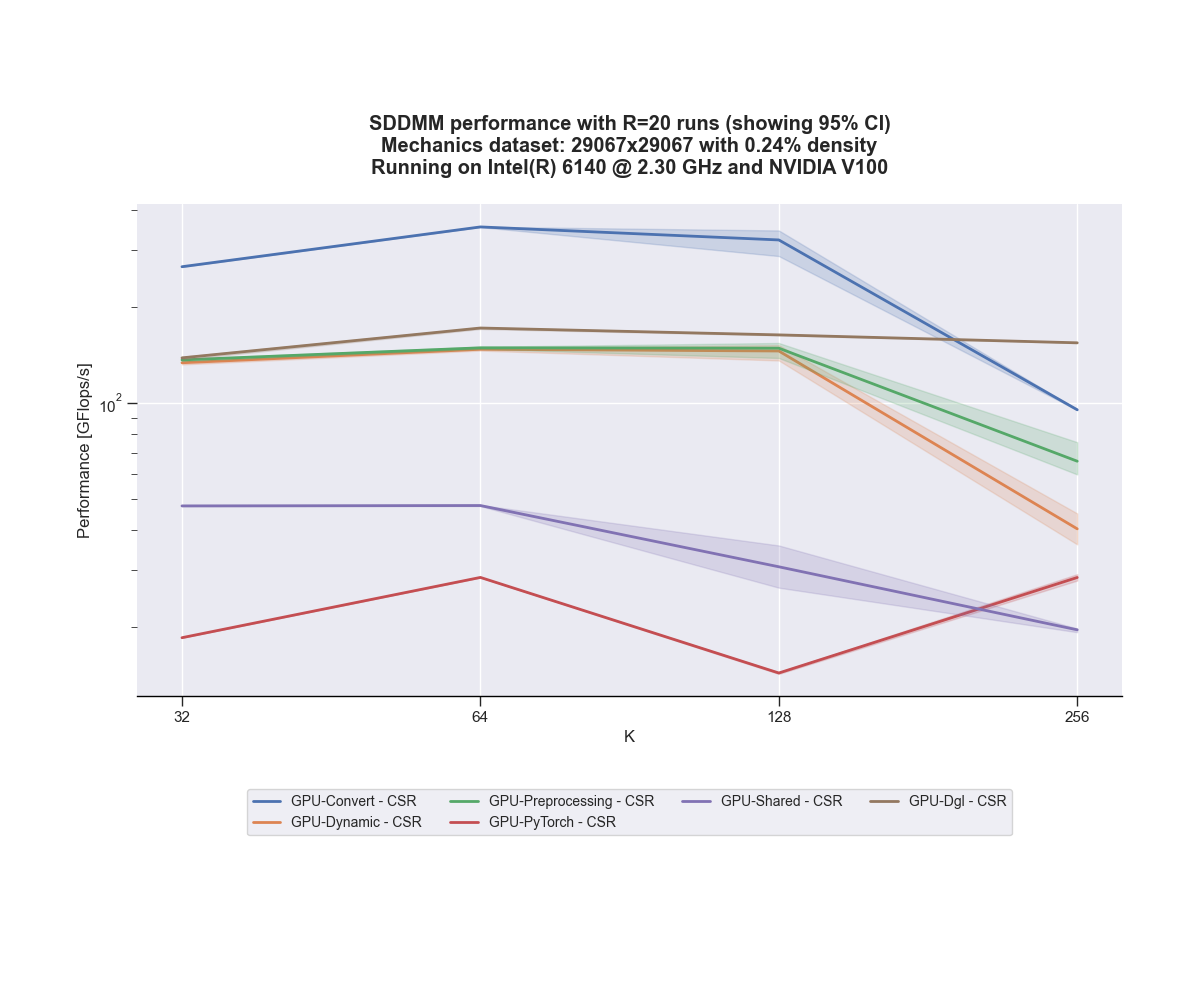 SDDMM performance with R=20 runs (showing 95% CI)
Mechanics dataset: 29067x29067 with 0.24% density
Running on Intel(R) 6140 @ 2.30 GHz and NVIDIA V100
Performance [GFlops/s]
10²
32 64 128 256
K
GPU-Convert - CSR GPU-Preprocessing - CSR GPU-Shared - CSR GPU-Dgl - CSR
GPU-Dynamic - CSR GPU-PyTorch - CSR